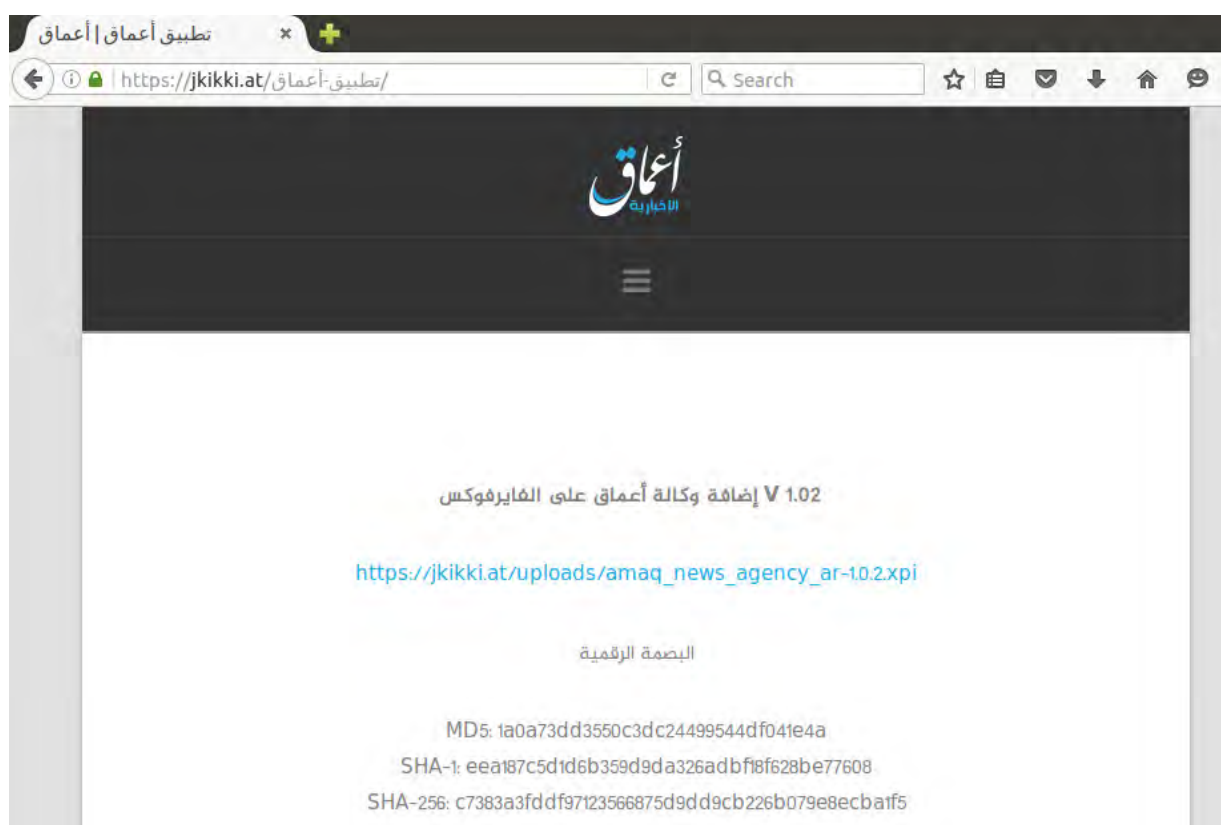 تطبيق أعماق | أعماق
https://jkikki.at/تطبيق-أعماق/
Search
أعماق
الإخبارية
V 1.02 إضافة وكالة أعماق على الفايرفوكس
https://jkikki.at/uploads/amaq_news_agency_ar-1.0.2.xpi
البصمة الرقمية
MD5: 1a0a73dd3550c3dc24499544df041e4a
SHA-1: eea187c5d1d6b359d9da326adbf18f628be77608
SHA-256: c7383a3fddf97123566875d9dd9cb226b079e8ecba1f5